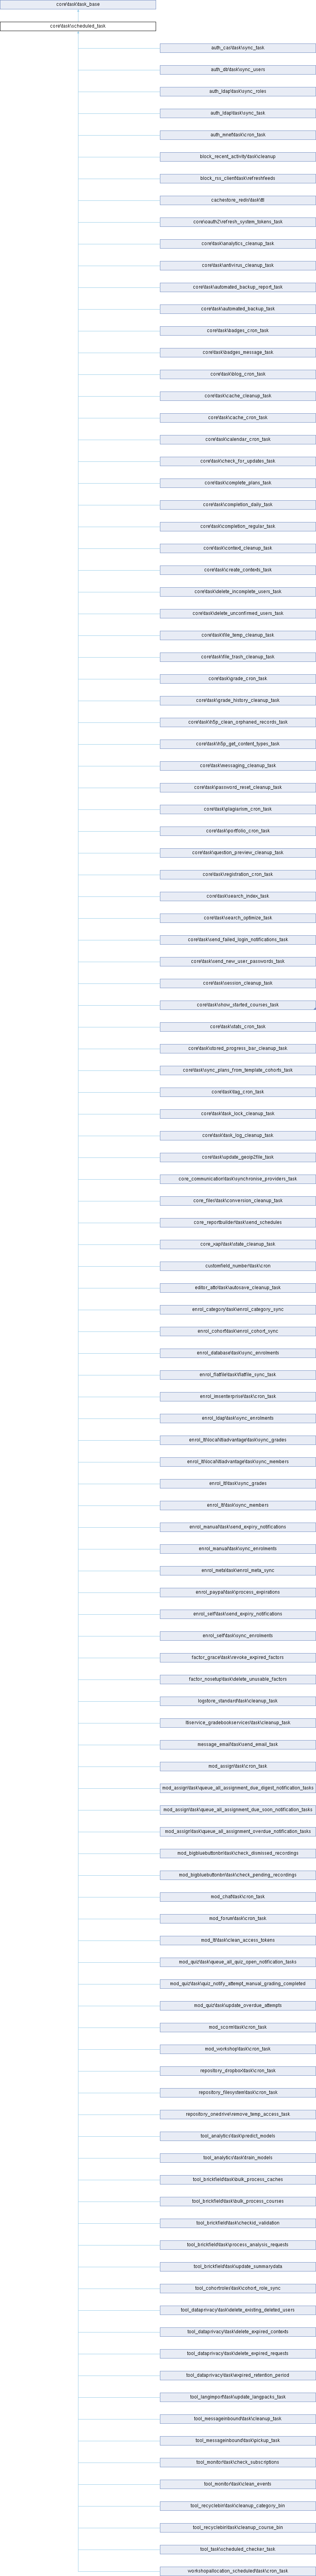 core\task\task_base
core\task\scheduled_task
auth_cas\task\sync_task
auth_db\task\sync_users
auth_ldap\task\sync_roles
auth_ldap\task\sync_task
auth_mnet\task\cron_task
block_recent_activity\task\cleanup
block_rss_client\task\refreshfeeds
cachestore_redis\task\ttl
core\oauth2\refresh_system_tokens_task
core\task\analytics_cleanup_task
core\task\antivirus_cleanup_task
core\task\automated_backup_report_task
core\task\automated_backup_task
core\task\badges_cron_task
core\task\badges_message_task
core\task\blog_cron_task
core\task\cache_cleanup_task
core\task\cache_cron_task
core\task\calendar_cron_task
core\task\check_for_updates_task
core\task\complete_plans_task
core\task\completion_daily_task
core\task\completion_regular_task
core\task\context_cleanup_task
core\task\create_contexts_task
core\task\delete_incomplete_users_task
core\task\delete_unconfirmed_users_task
core\task\file_temp_cleanup_task
core\task\file_trash_cleanup_task
core\task\grade_cron_task
core\task\grade_history_cleanup_task
core\task\h5p_clean_orphaned_records_task
core\task\h5p_get_content_types_task
core\task\messaging_cleanup_task
core\task\password_reset_cleanup_task
core\task\plagiarism_cron_task
core\task\portfolio_cron_task
core\task\question_preview_cleanup_task
core\task\registration_cron_task
core\task\search_index_task
core\task\search_optimize_task
core\task\send_failed_login_notifications_task
core\task\send_new_user_passwords_task
core\task\session_cleanup_task
core\task\show_started_courses_task
core\task\stats_cron_task
core\task\stored_progress_bar_cleanup_task
core\task\sync_plans_from_template_cohorts_task
core\task\tag_cron_task
core\task\task_lock_cleanup_task
core\task\task_log_cleanup_task
core\task\update_geoip2file_task
core_communication\task\synchronise_providers_task
core_files\task\conversion_cleanup_task
core_reportbuilder\task\send_schedules
core_xapi\task\state_cleanup_task
customfield_number\task\cron
editor_atto\task\autosave_cleanup_task
enrol_category\task\enrol_category_sync
enrol_cohort\task\enrol_cohort_sync
enrol_database\task\sync_enrolments
enrol_flatfile\task\flatfile_sync_task
enrol_imsenterprise\task\cron_task
enrol_ldap\task\sync_enrolments
enrol_lti\local\ltiadvantage\task\sync_grades
enrol_lti\local\ltiadvantage\task\sync_members
enrol_lti\task\sync_grades
enrol_lti\task\sync_members
enrol_manual\task\send_expiry_notifications
enrol_manual\task\sync_enrolments
enrol_meta\task\enrol_meta_sync
enrol_paypal\task\process_expirations
enrol_self\task\send_expiry_notifications
enrol_self\task\sync_enrolments
factor_grace\task\revoke_expired_factors
factor_nosetup\task\delete_unusable_factors
logstore_standard\task\cleanup_task
ltiservice_gradebookservices\task\cleanup_task
message_email\task\send_email_task
mod_assign\task\cron_task
mod_assign\task\queue_all_assignment_due_digest_notification_tasks
mod_assign\task\queue_all_assignment_due_soon_notification_tasks
mod_assign\task\queue_all_assignment_overdue_notification_tasks
mod_bigbluebuttonbn\task\check_dismissed_recordings
mod_bigbluebuttonbn\task\check_pending_recordings
mod_chat\task\cron_task
mod_forum\task\cron_task
mod_lti\task\clean_access_tokens
mod_quiz\task\queue_all_quiz_open_notification_tasks
mod_quiz\task\quiz_notify_attempt_manual_grading_completed
mod_quiz\task\update_overdue_attempts
mod_scorm\task\cron_task
mod_workshop\task\cron_task
repository_dropbox\task\cron_task
repository_filesystem\task\cron_task
repository_onedrive\remove_temp_access_task
tool_analytics\task\predict_models
tool_analytics\task\train_models
tool_brickfield\task\bulk_process_caches
tool_brickfield\task\bulk_process_courses
tool_brickfield\task\checkid_validation
tool_brickfield\task\process_analysis_requests
tool_brickfield\task\update_summarydata
tool_cohortroles\task\cohort_role_sync
tool_dataprivacy\task\delete_existing_deleted_users
tool_dataprivacy\task\delete_expired_contexts
tool_dataprivacy\task\delete_expired_requests
tool_dataprivacy\task\expired_retention_period
tool_langimport\task\update_langpacks_task
tool_messageinbound\task\cleanup_task
tool_messageinbound\task\pickup_task
tool_monitor\task\check_subscriptions
tool_monitor\task\clean_events
tool_recyclebin\task\cleanup_category_bin
tool_recyclebin\task\cleanup_course_bin
tool_task\scheduled_checker_task
workshopallocation_scheduled\task\cron_task